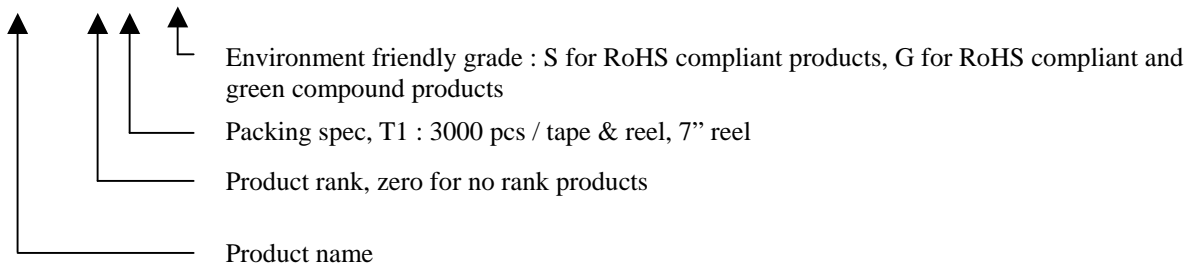 Environment friendly grade : S for RoHS compliant products, G for RoHS compliant and
green compound products
Packing spec, T1 : 3000 pcs / tape & reel, 7” reel
Product rank, zero for no rank products
Product name